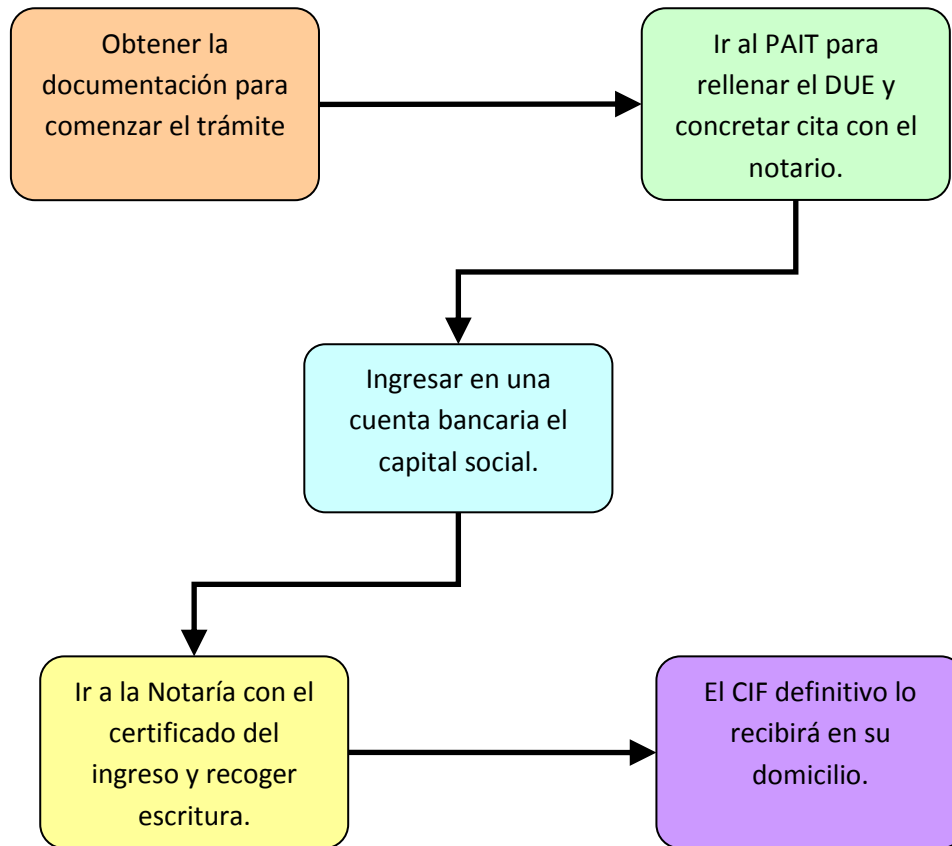 Obtener la
documentación para
comenzar el trámite
Ir al PAIT para
rellenar el DUE y
concretar cita con el
notario.
Ingresar en una
cuenta bancaria el
capital social.
Ir a la Notaría con el
certificado del
ingreso y recoger
escritura.
El CIF definitivo lo
recibirá en su
domicilio.